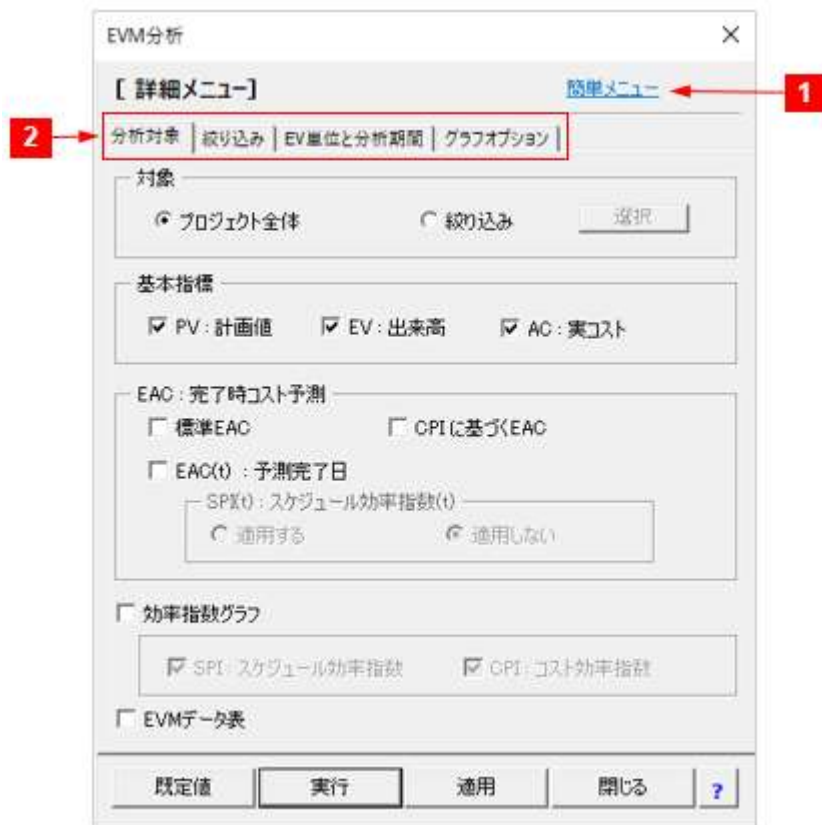 EVM分析
[ 詳細メニュー]
簡単メニュー
1
2
分析対象 絞り込み EV単位と分析期間 グラフオプション
対象
プロジェクト全体 絞り込み 選択
基本指標
PV : 計画値 EV : 出来高 AC : 実コスト
EAC : 完了時コスト予測
標準EAC CPIに基づくEAC
EAC(t) : 予測完了日
SPI(t) : スケジュール効率指数(t)
適用する 適用しない
効率指数グラフ
SPI : スケジュール効率指数 CPI : コスト効率指数
EVMデータ表
既定値 実行 適用 閉じる ?